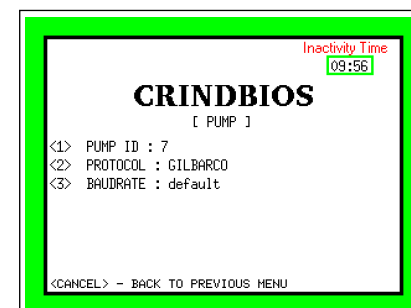 Inactivity Time
09:56
CRINDBIOS
[ PUMP ]
<1> PUMP ID : 7
<2> PROTOCOL : GILBARCO
<3> BAUDRATE : default
<CANCEL> - BACK TO PREVIOUS MENU